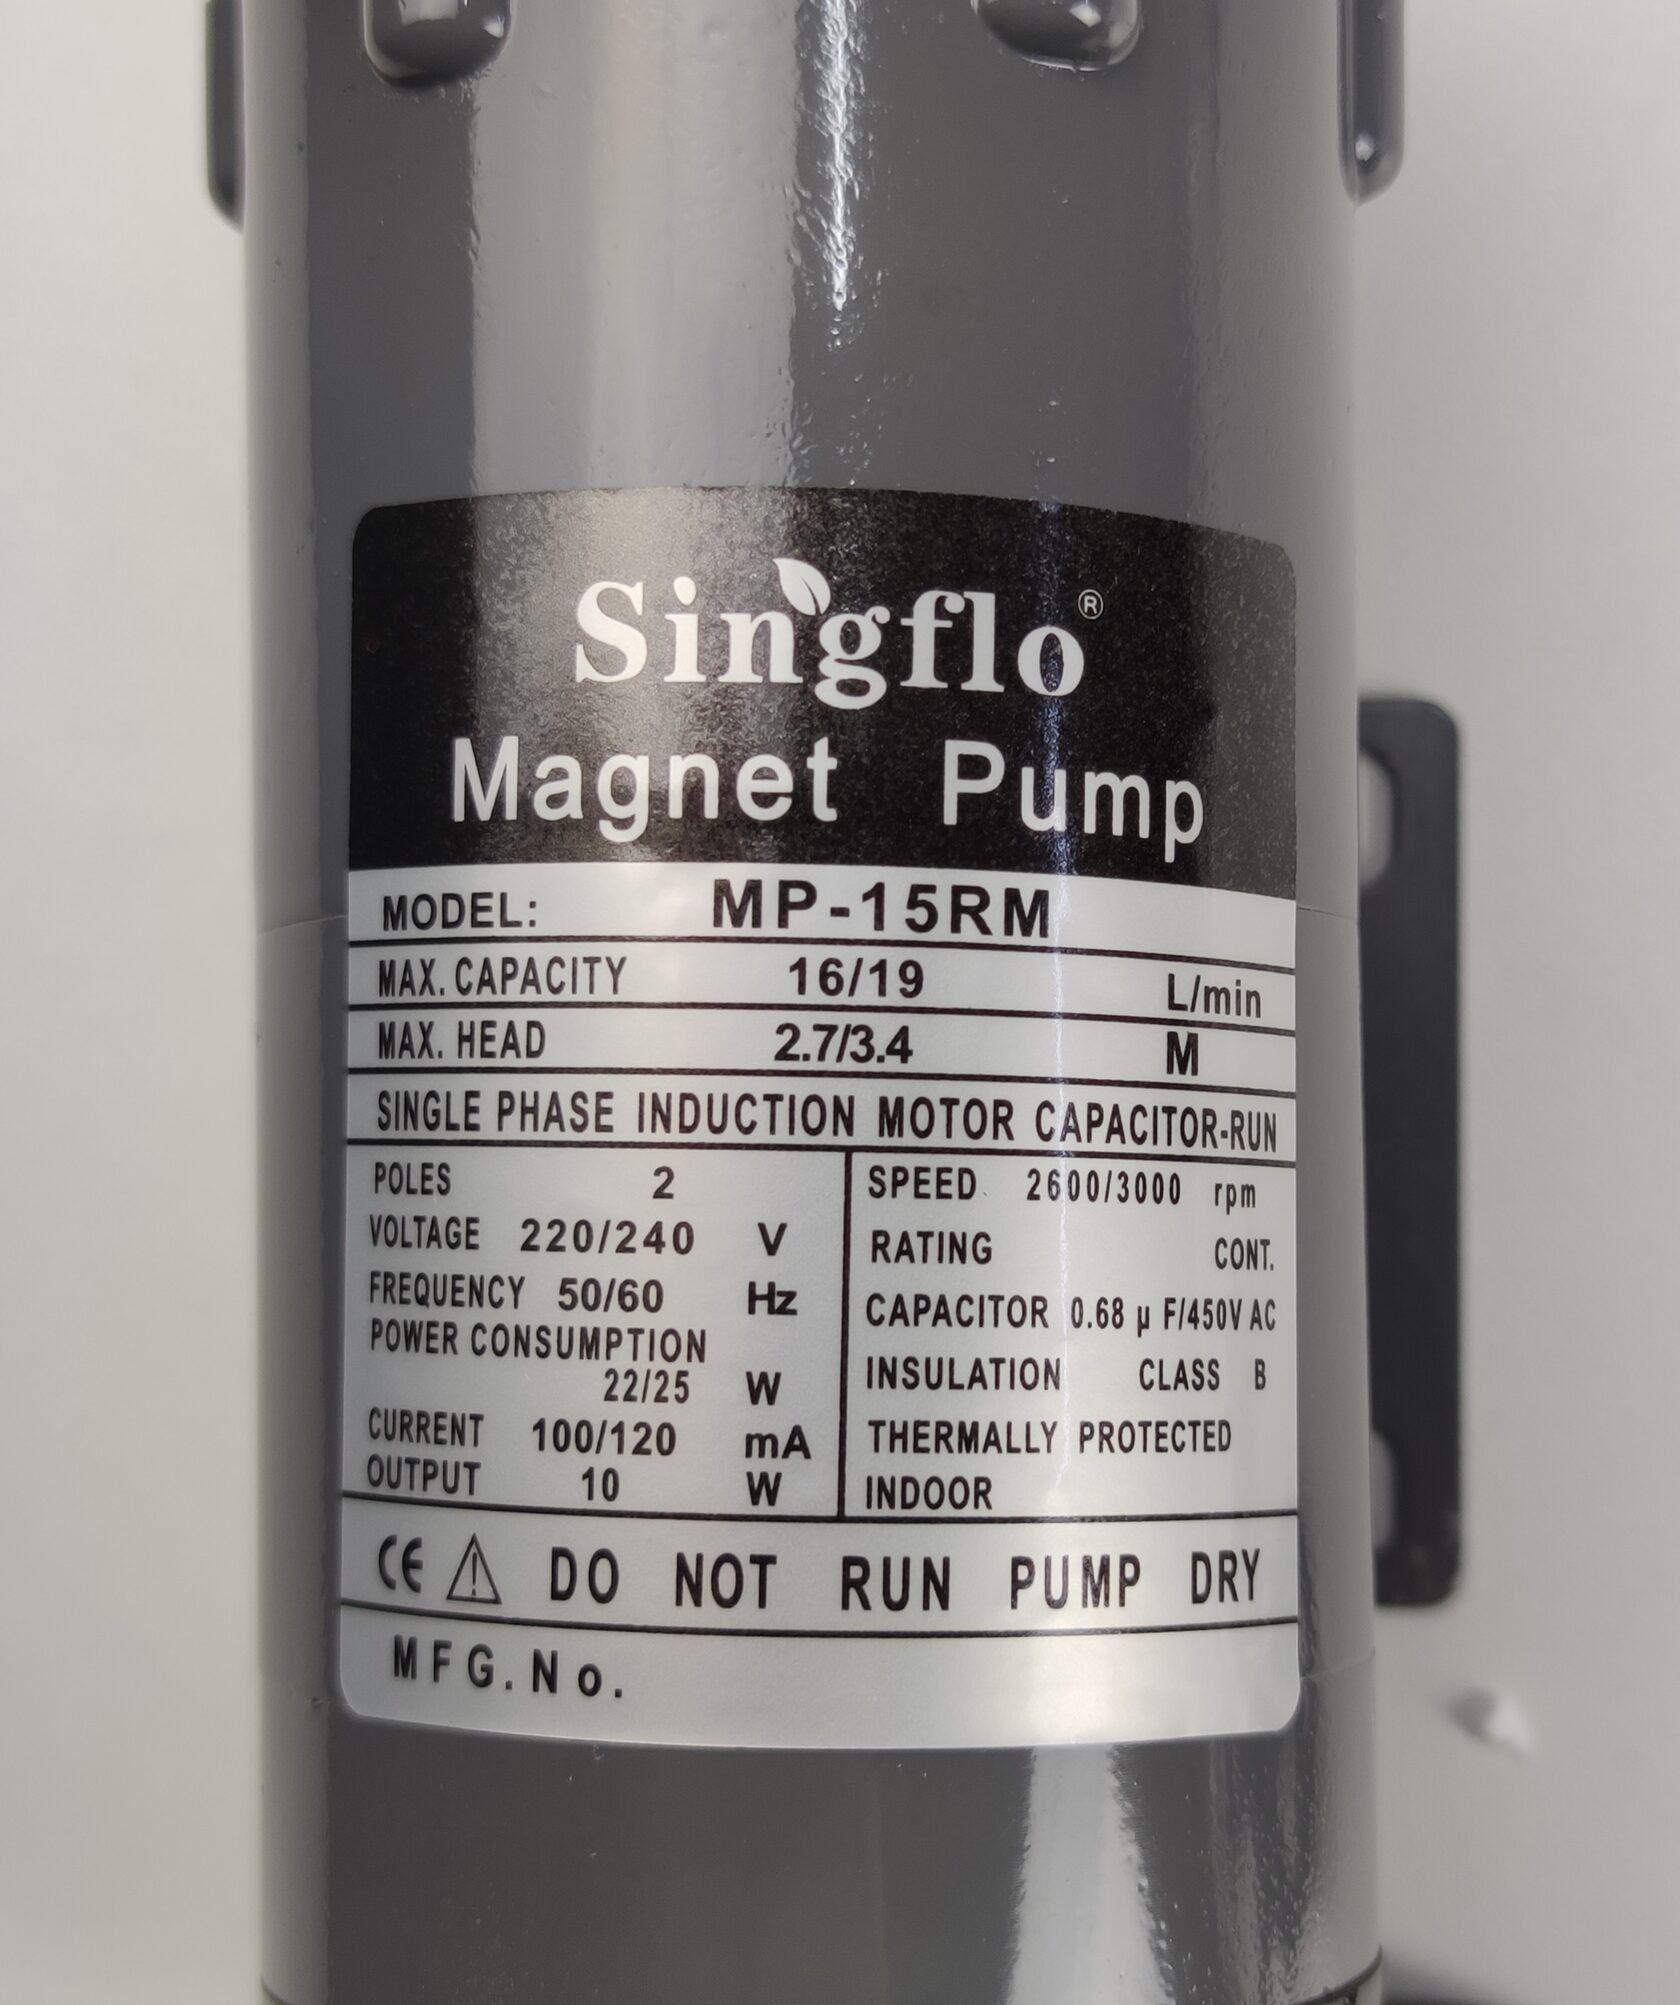 Singflo®
Magnet Pump
MODEL: MP-15RM
MAX. CAPACITY 16/19 L/min
MAX. HEAD 2.7/3.4 M
SINGLE PHASE INDUCTION MOTOR CAPACITOR-RUN
POLES 2
VOLTAGE 220/240 V
FREQUENCY 50/60 Hz
POWER CONSUMPTION
22/25 W
CURRENT 100/120 mA
OUTPUT 10 W
SPEED 2600/3000 rpm
RATING CONT.
CAPACITOR 0.68 µ F/450V AC
INSULATION CLASS B
THERMALLY PROTECTED
INDOOR
CE ⚠ DO NOT RUN PUMP DRY
MFG.No.